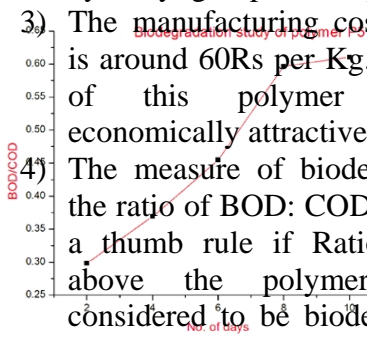 3) The manufacturing cos
Biodegradation study of polymer P5
is around 60Rs per Kg.
of this polymer
economically attractive
4) The measure of biode
the ratio of BOD: COD
a thumb rule if Ratio
above the polymer
considered to be biode
BOD/COD
0.65
0.60
0.55
0.50
0.45
0.40
0.35
0.30
0.25
2
4
6
8
10
No. of days